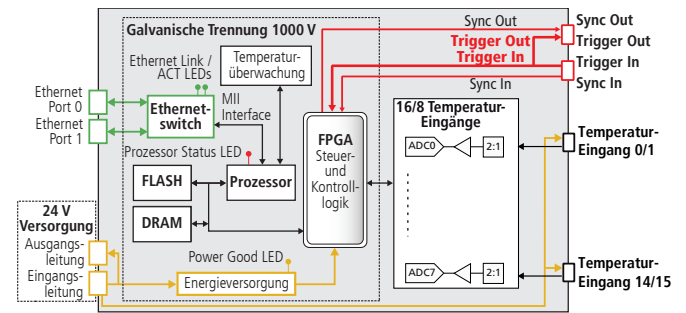 Galvanische Trennung 1000 V
Sync Out
Sync Out
Trigger Out
Trigger Out
Trigger In
Trigger In
Sync In
Sync In
Ethernet Link /
ACT LEDs
Temperatur-
überwachung
Ethernet
Port 0
Ethernet
Port 1
Ethernet-
switch
MII
Interface
16/8 Temperatur-
Eingänge
FPGA
Steuer-
und
Kontroll-
logik
ADC0
2:1
Temperatur-
Eingang 0/1
Prozessor Status LED
FLASH
Prozessor
DRAM
24 V
Versorgung
Ausgangs-
leitung
Eingangs-
leitung
Power Good LED
Energieversorgung
ADC7
2:1
Temperatur-
Eingang 14/15